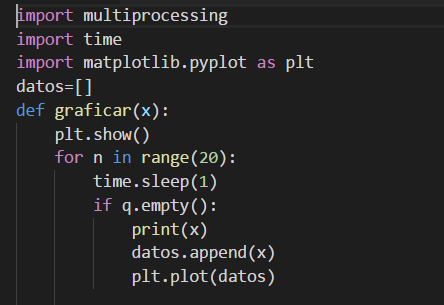 import multiprocessing
import time
import matplotlib.pyplot as plt
datos=[]
def graficar(x):
    plt.show()
    for n in range(20):
        time.sleep(1)
        if q.empty():
            print(x)
            datos.append(x)
            plt.plot(datos)